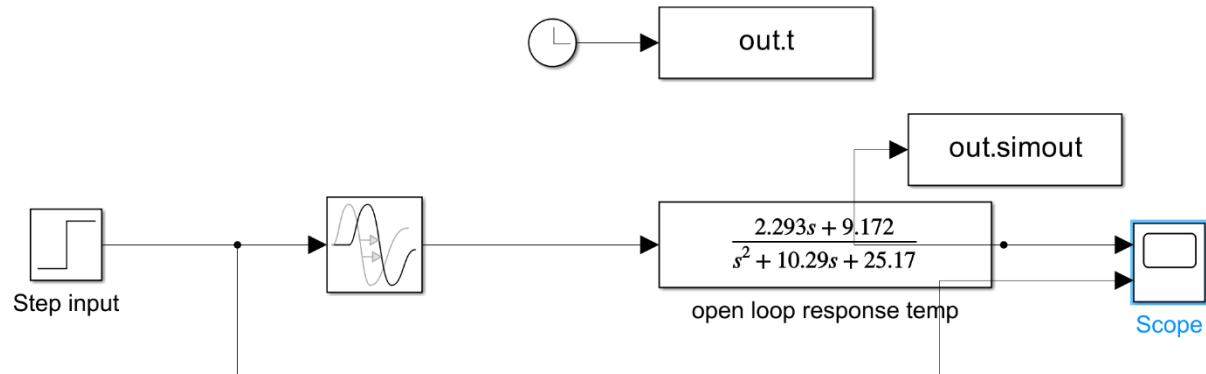 out.t
out.simout
Step input
2.293s + 9.172
s² + 10.29s + 25.17
open loop response temp
Scope